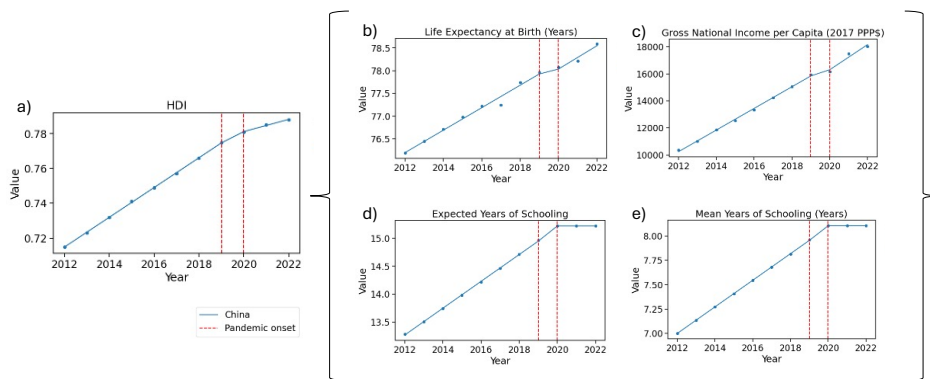 a)
HDI
0.78
0.76
0.74
0.72
Value
2012 2014 2016 2018 2020 2022
Year
China
Pandemic onset
b)
Life Expectancy at Birth (Years)
78.5
78.0
77.5
77.0
76.5
Value
2012 2014 2016 2018 2020 2022
Year
c)
Gross National Income per Capita (2017 PPP$)
18000
16000
14000
12000
10000
Value
2012 2014 2016 2018 2020 2022
Year
d)
Expected Years of Schooling
15.0
14.5
14.0
13.5
Value
2012 2014 2016 2018 2020 2022
Year
e)
Mean Years of Schooling (Years)
8.00
7.75
7.50
7.25
7.00
Value
2012 2014 2016 2018 2020 2022
Year